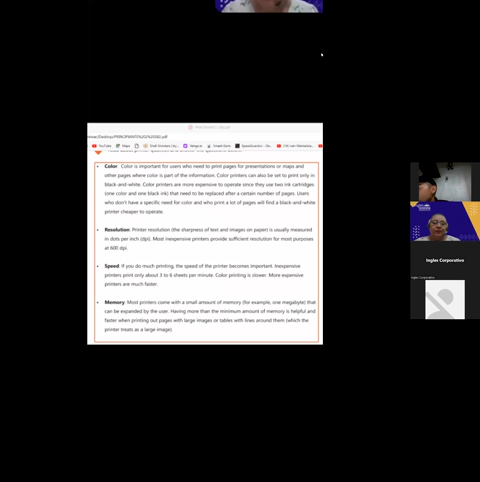 YouTube
Hangout
• Color: Color is important for users who need to print pages for presentations or maps and
other pages where color is part of the information. Color printers can also be set to print only in
black-and-white. Color printers are more expensive to operate since they use two ink cartridges
(one color and one black ink) that need to be replaced after a certain number of pages. Users
who don't have a specific need for color and who print a lot of pages will find a black-and-white
printer cheaper to operate.
• Resolution: Printer resolution (the sharpness of text and images on paper) is usually measured
in dots per inch (dpi). Most inexpensive printers provide sufficient resolution for most purposes
at 600 dpi.
• Speed: If you do much printing, the speed of the printer becomes important. Inexpensive
printers print only about 3 to 6 sheets per minute. Color printing is slower. More expensive
printers are much faster.
• Memory: Most printers come with a small amount of memory (for example, one megabyte) that
can be expanded by the user. Having more than the minimum amount of memory is helpful and
faster when printing out pages with large images or tables with lines around them (which the
printer treats as a large image).
Ingles Corporativo
Ingles Corporativo